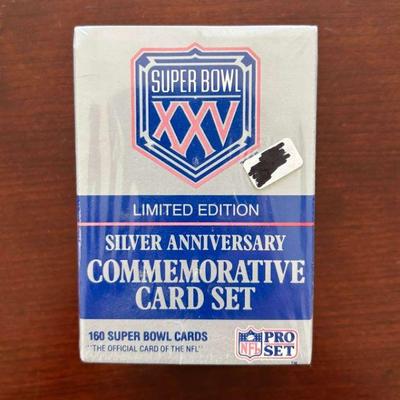 SUPER BOWL
XXV
LIMITED EDITION
SILVER ANNIVERSARY
COMMEMORATIVE
CARD SET
160 SUPER BOWL CARDS
"THE OFFICIAL CARD OF THE NFL"
NFL PRO
SET